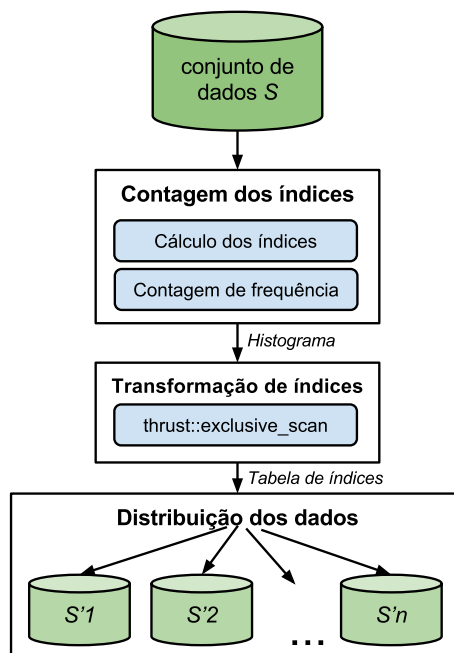 conjunto de
dados S
Contagem dos índices
Cálculo dos índices
Contagem de frequência
Histograma
Transformação de índices
thrust::exclusive_scan
Tabela de índices
Distribuição dos dados
S'1 S'2 ... S'n